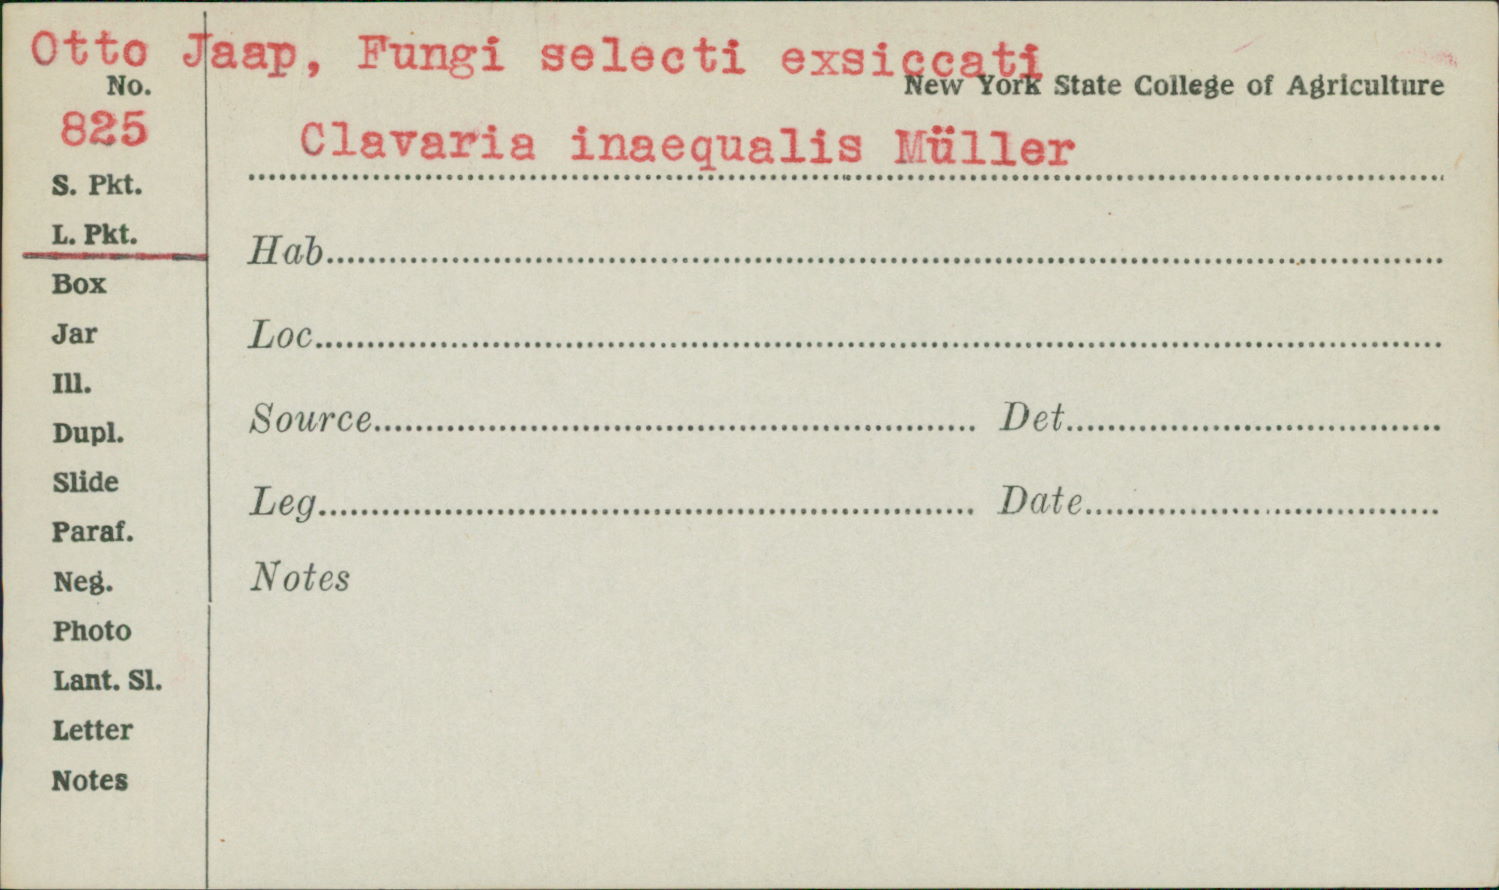 Otto Jaap, Fungi selecti exsiccati
No.
New York State College of Agriculture
825
Clavaria inaequalis Müller
S. Pkt.
L. Pkt.
Hab
Box
Loc
Jar
Ill.
Source Det
Dupl.
Slide
Leg Date
Paraf.
Neg.
Notes
Photo
Lant. Sl.
Letter
Notes